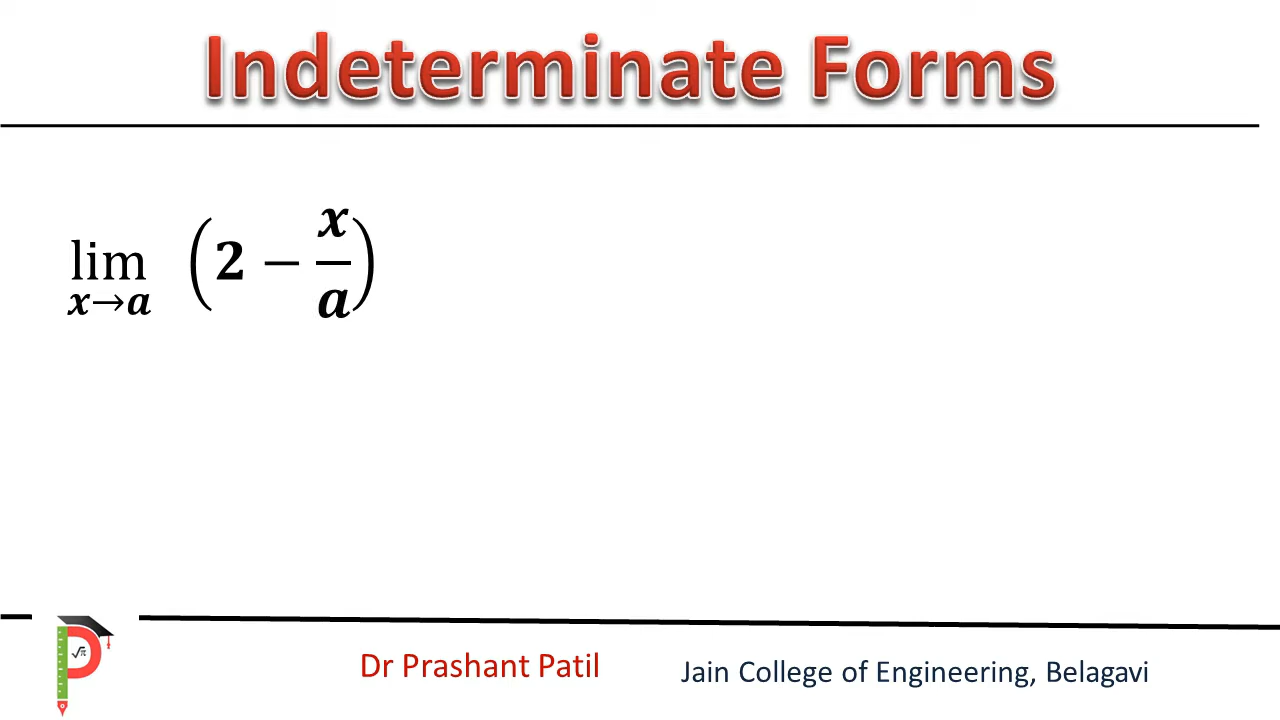 Indeterminate Forms
lim x→a (2 − x/a)
√π
Dr Prashant Patil
Jain College of Engineering, Belagavi